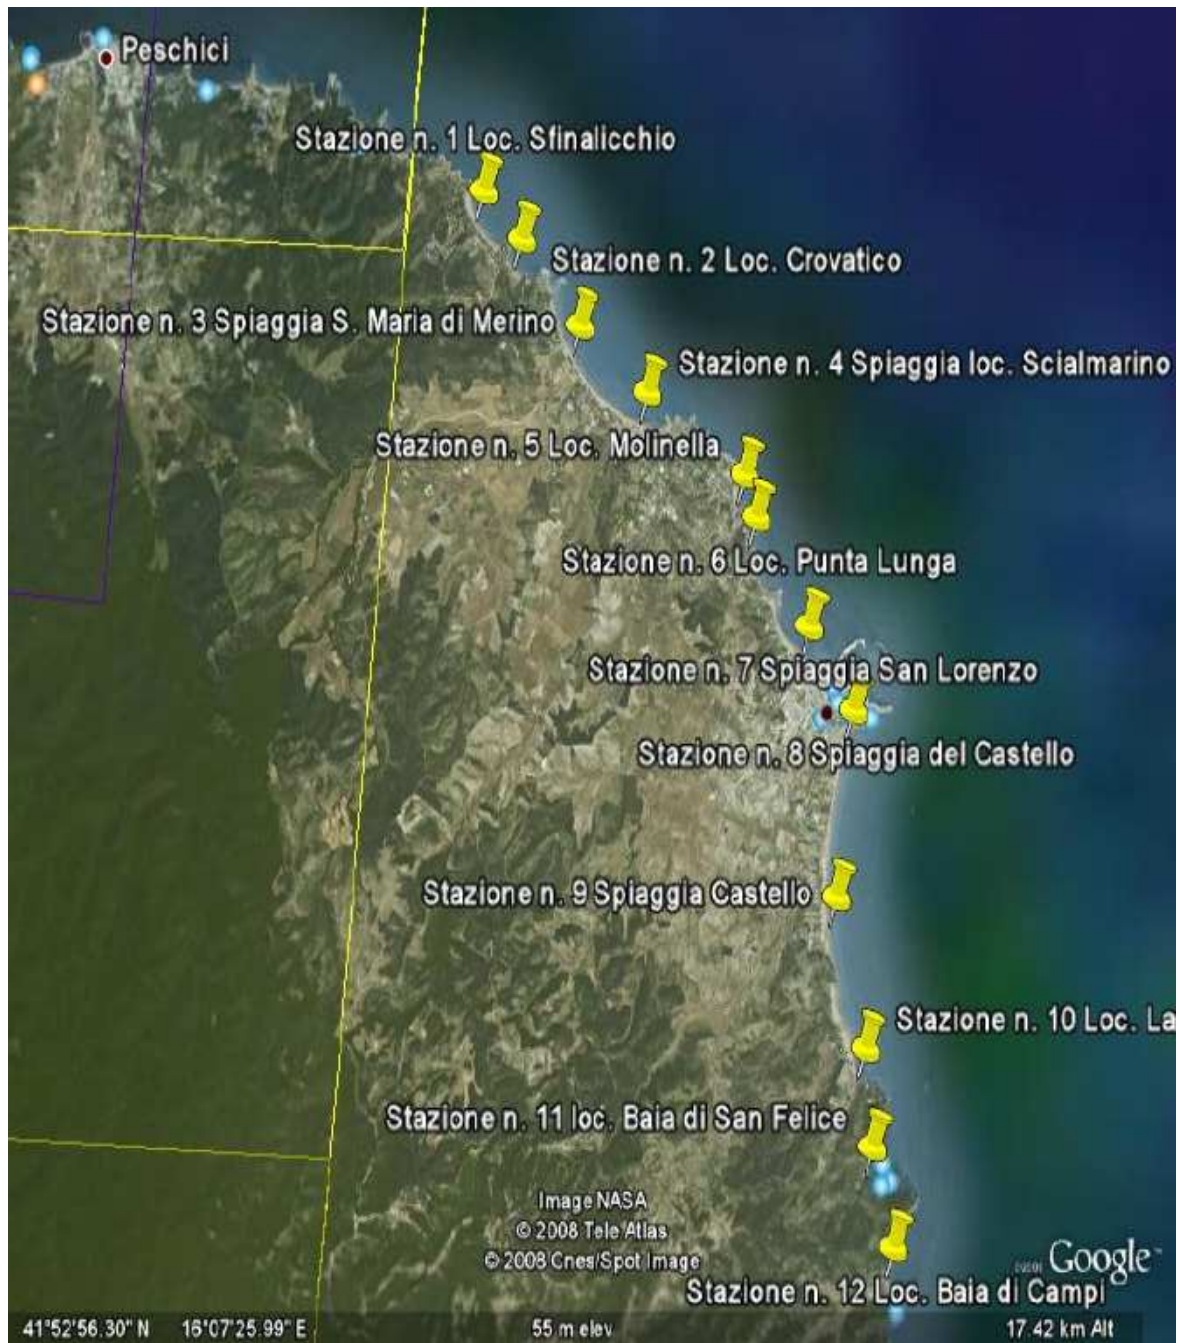 Peschici
Stazione n. 1 Loc. Sfinalicchio
Stazione n. 2 Loc. Crovatico
Stazione n. 3 Spiaggia S. Maria di Merino
Stazione n. 4 Spiaggia loc. Scialmarino
Stazione n. 5 Loc. Molinella
Stazione n. 6 Loc. Punta Lunga
Stazione n. 7 Spiaggia San Lorenzo
Stazione n. 8 Spiaggia del Castello
Stazione n. 9 Spiaggia Castello
Stazione n. 10 Loc. La
Stazione n. 11 loc. Baia di San Felice
Image NASA
© 2008 Tele Atlas
© 2008 Cnes/Spot Image
Google
Stazione n. 12 Loc. Baia di Campi
41°52'56.30" N 16°07'25.99" E 55 m elev 17.42 km Alt